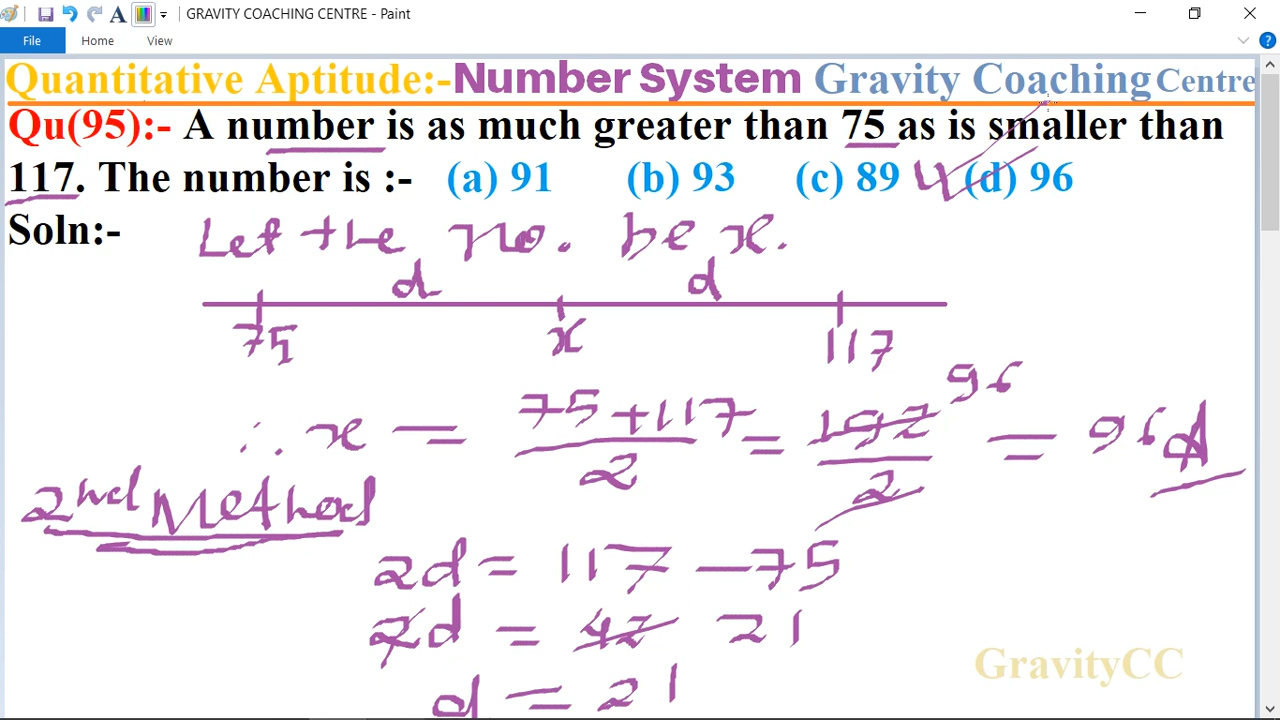 GRAVITY COACHING CENTRE - Paint
File Home View
Quantitative Aptitude:-Number System Gravity Coaching Centre
Qu(95):- A number is as much greater than 75 as is smaller than
117. The number is :- (a) 91 (b) 93 (c) 89 (d) 96
Soln:- Let the no. be x.
d d
75 x 117
∴ x = 75+117/2 = 192/2 96 = 96 A
2nd Method
2d = 117 - 75
2d = 42 21
d = 21
GravityCC